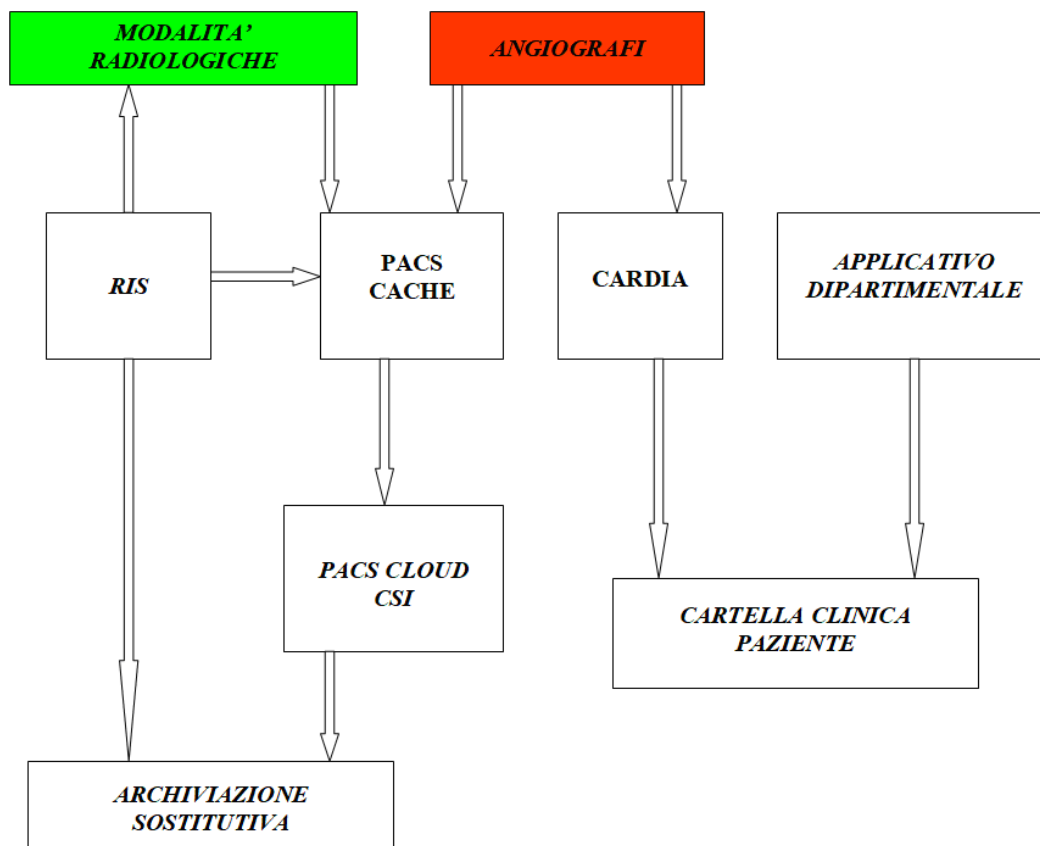 MODALITA’
RADIOLOGICHE
ANGIOGRAFI
RIS
PACS
CACHE
CARDIA
APPLICATIVO
DIPARTIMENTALE
PACS CLOUD
CSI
CARTELLA CLINICA
PAZIENTE
ARCHIVIAZIONE
SOSTITUTIVA